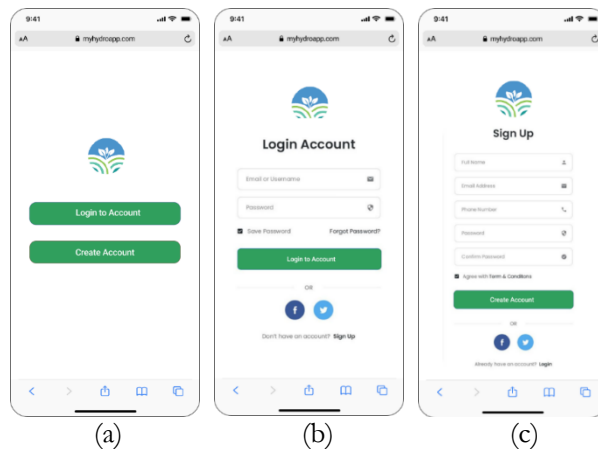 9:41
AA myhydroapp.com
Login to Account
Create Account
(a)
9:41
AA myhydroapp.com
Login Account
Email or Username
Password
Save Password Forgot Password?
Login to Account
OR
f
Don't have an account? Sign Up
(b)
9:41
AA myhydroapp.com
Sign Up
Full Name
Email Address
Phone Number
Password
Confirm Password
Agree with Term & Conditions
Create Account
OR
f
Already have an account? Login
(c)